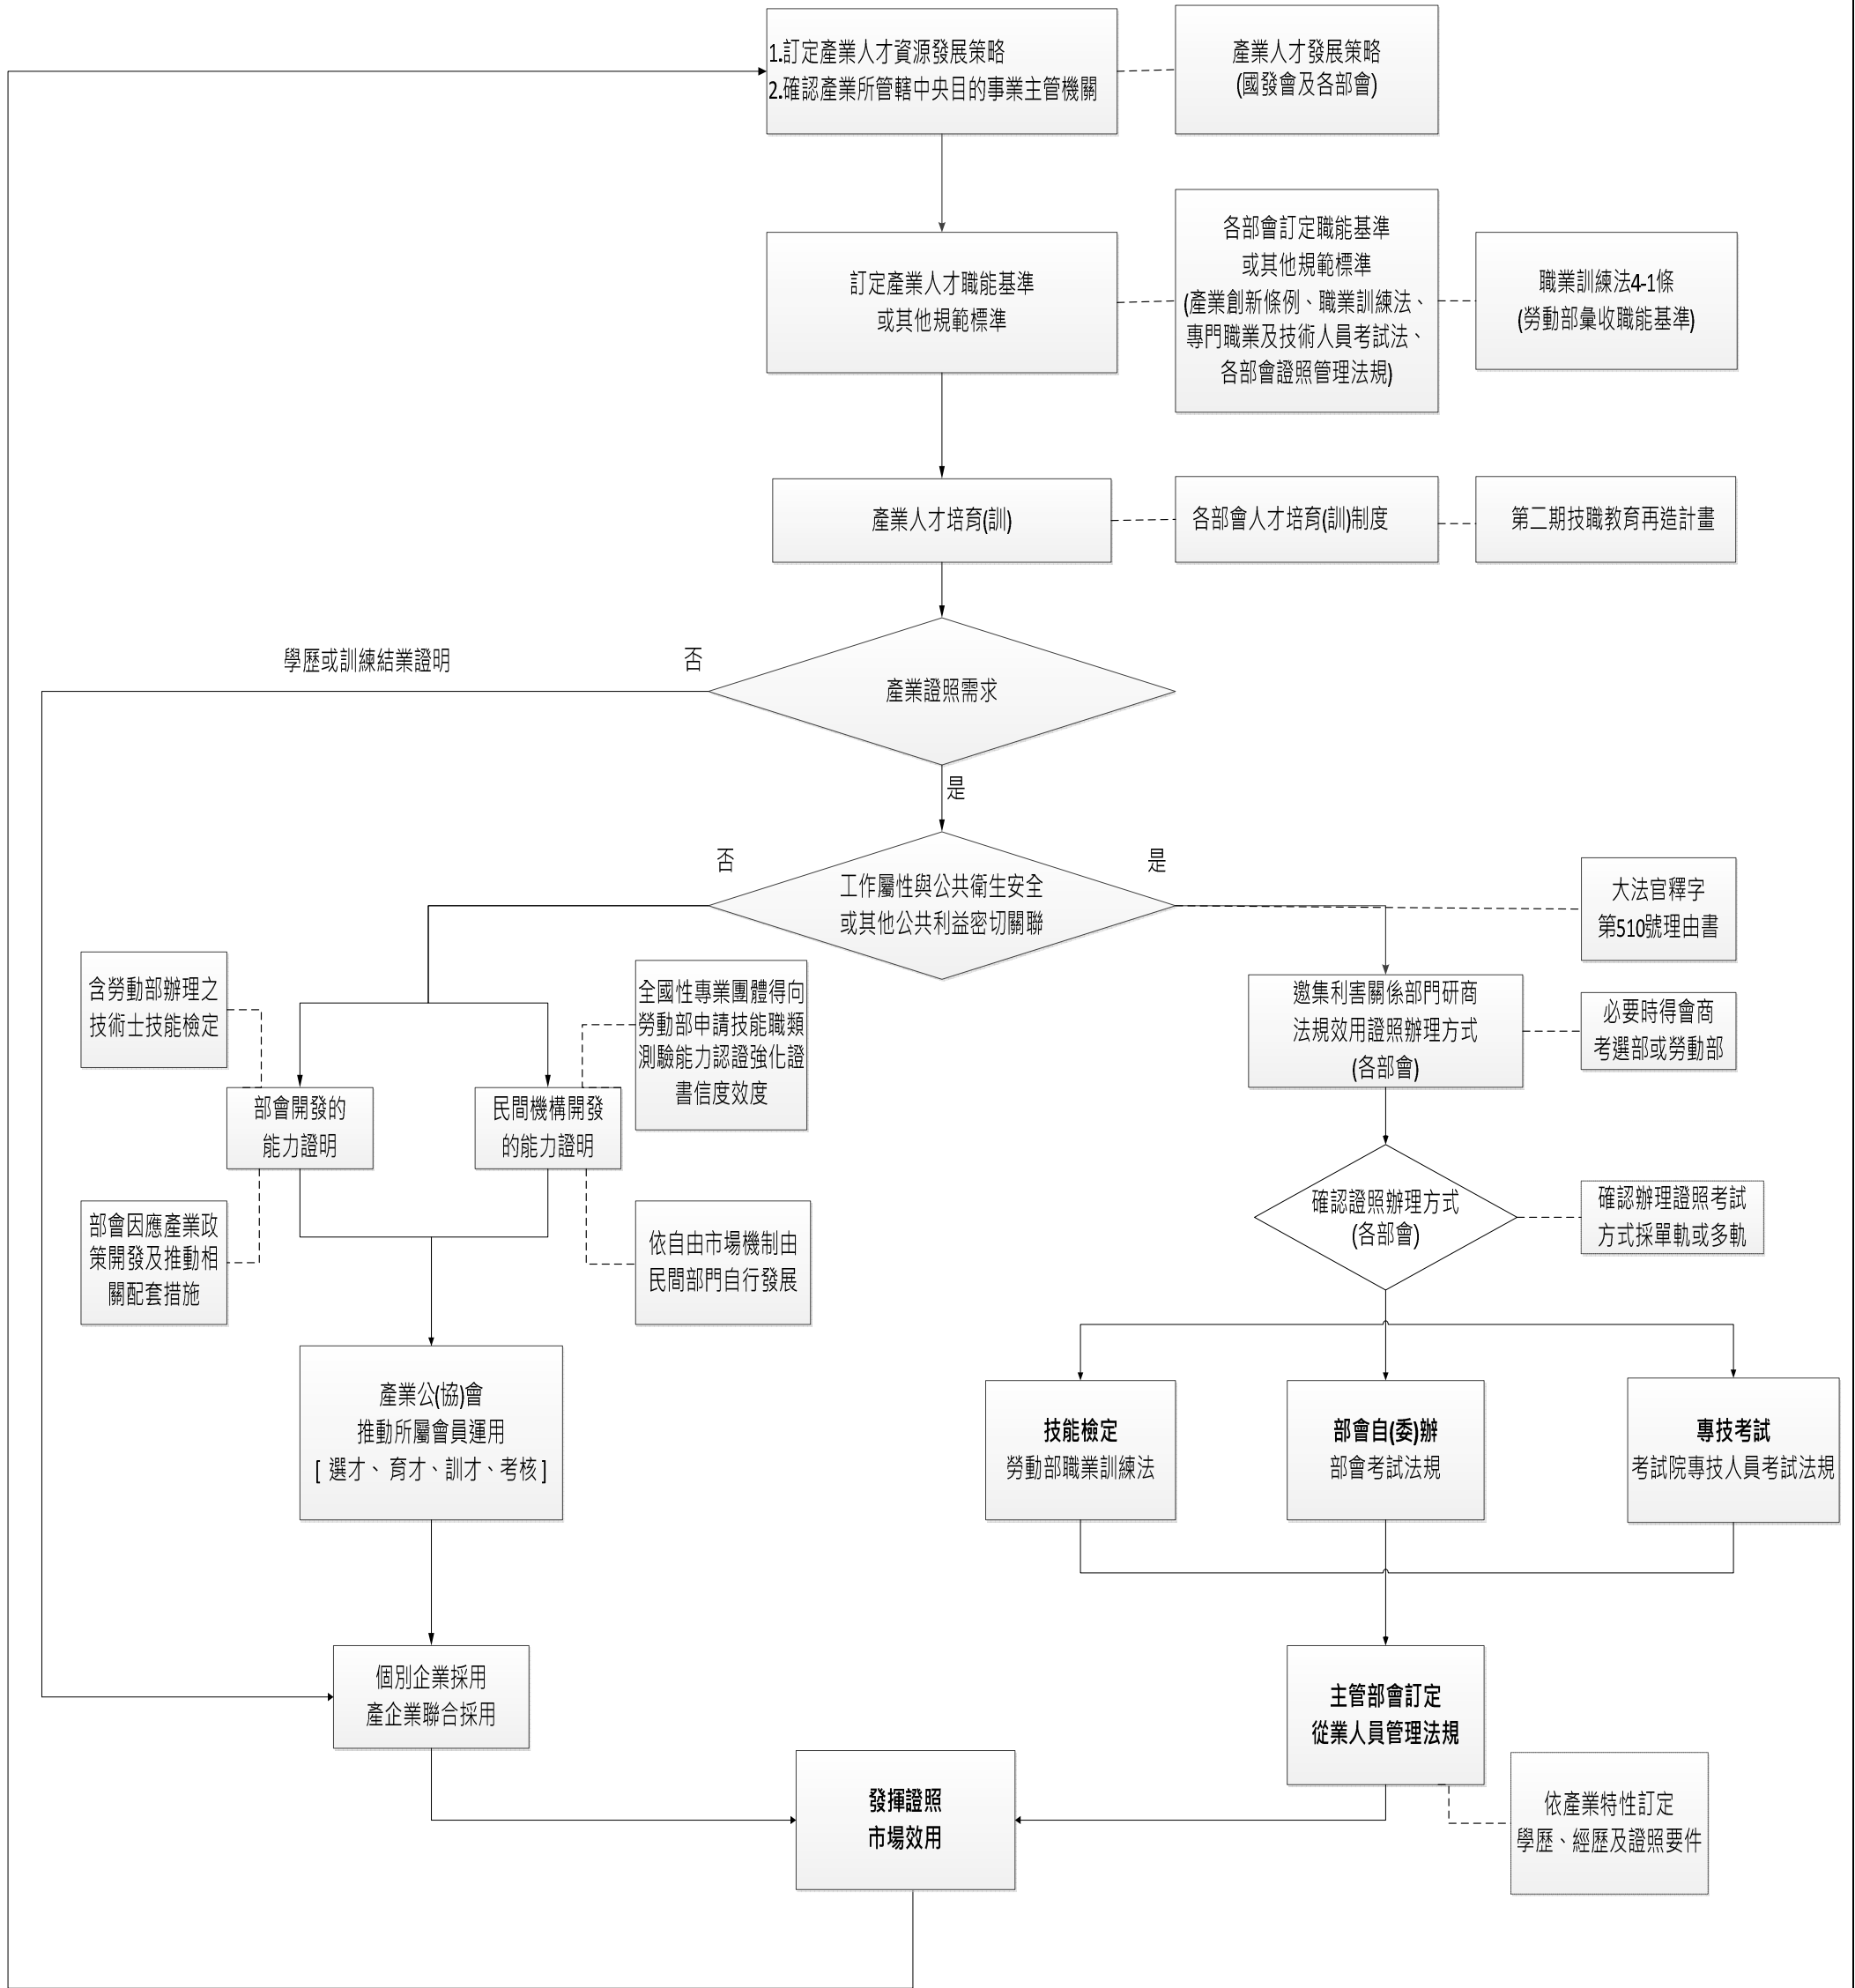 1.訂定產業人才資源發展策略
2.確認產業所管轄中央目的事業主管機關
產業人才發展策略
(國發會及各部會)
訂定產業人才職能基準
或其他規範標準
各部會訂定職能基準
或其他規範標準
(產業創新條例、職業訓練法、
專門職業及技術人員考試法、
各部會證照管理法規)
職業訓練法4-1條
(勞動部彙收職能基準)
產業人才培育(訓)
各部會人才培育(訓)制度
第二期技職教育再造計畫
學歷或訓練結業證明
否
產業證照需求
是
否
工作屬性與公共衛生安全
或其他公共利益密切關聯
是
大法官釋字
第510號理由書
含勞動部辦理之
技術士技能檢定
全國性專業團體得向
勞動部申請技能職類
測驗能力認證強化證
書信度效度
邀集利害關係部門研商
法規效用證照辦理方式
(各部會)
必要時得會商
考選部或勞動部
部會開發的
能力證明
民間機構開發
的能力證明
確認證照辦理方式
(各部會)
確認辦理證照考試
方式採單軌或多軌
部會因應產業政
策開發及推動相
關配套措施
依自由市場機制由
民間部門自行發展
產業公(協)會
推動所屬會員運用
[ 選才、育才、訓才、考核 ]
技能檢定
勞動部職業訓練法
部會自(委)辦
部會考試法規
專技考試
考試院專技人員考試法規
個別企業採用
產企業聯合採用
主管部會訂定
從業人員管理法規
發揮證照
市場效用
依產業特性訂定
學歷、經歷及證照要件